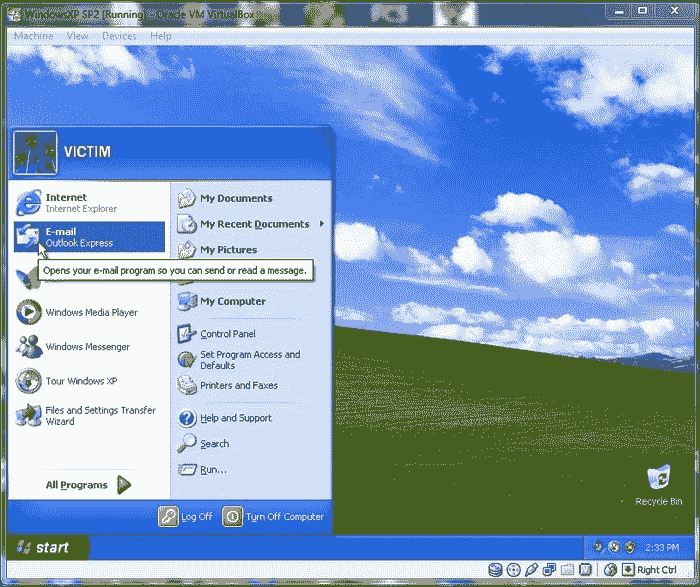 WindowsXP SP2 [Running] - Oracle VM VirtualBox
Machine View Devices Help
VICTIM
Internet
Internet Explorer
E-mail
Outlook Express
Opens your e-mail program so you can send or read a message.
Windows Media Player
Windows Messenger
Tour Windows XP
Files and Settings Transfer
Wizard
All Programs
My Documents
My Recent Documents
My Pictures
My Computer
Control Panel
Set Program Access and
Defaults
Printers and Faxes
Help and Support
Search
Run...
Log Off
Turn Off Computer
Recycle Bin
start
2:33 PM
Right Ctrl